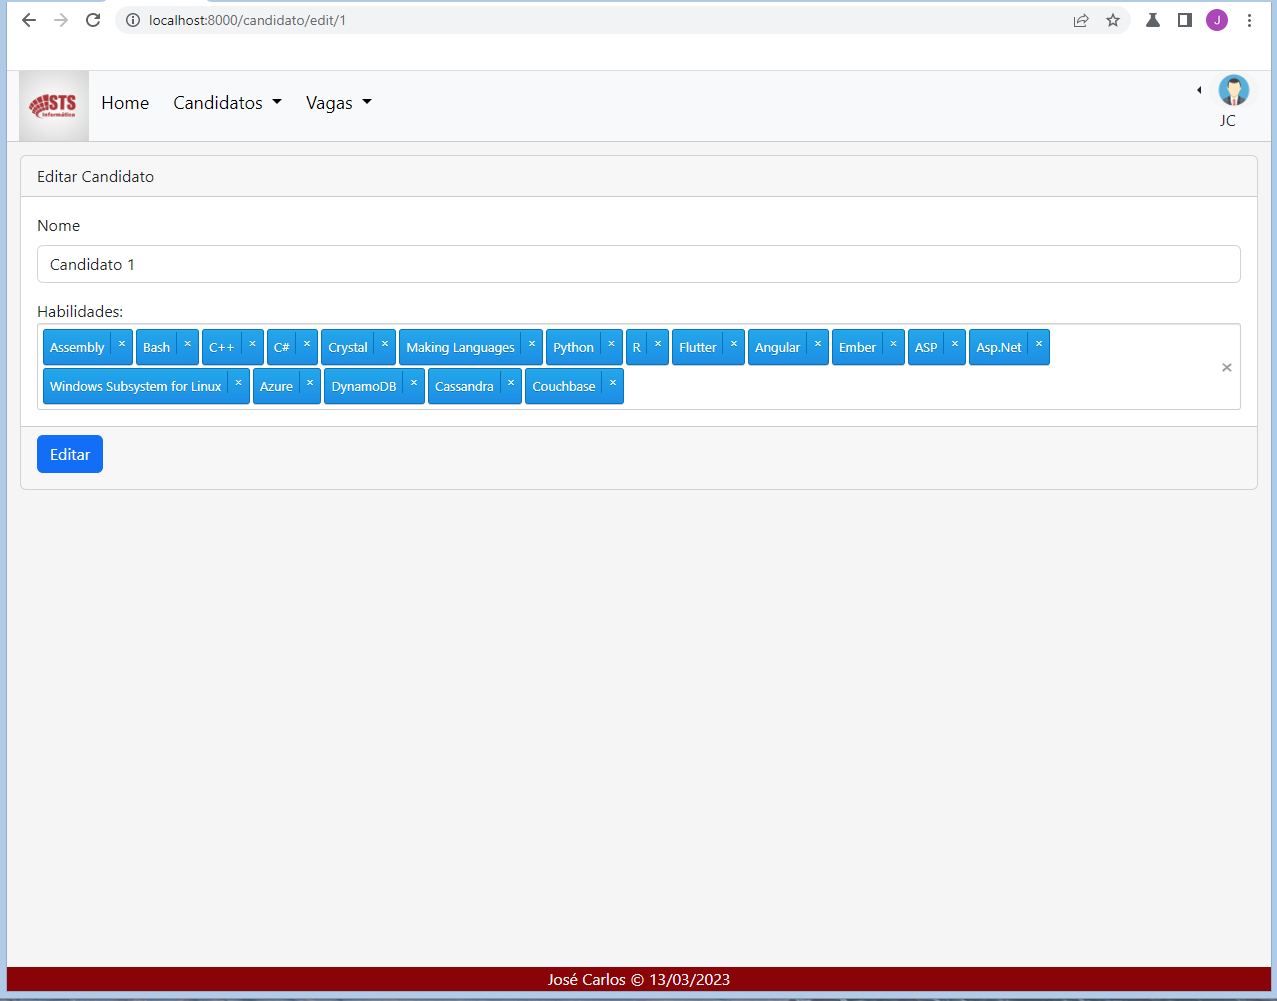 localhost:8000/candidato/edit/1
J
STS
Informática
Home
Candidatos
Vagas
JC
Editar Candidato
Nome
Candidato 1
Habilidades:
Assembly × Bash × C++ × C# × Crystal × Making Languages × Python × R × Flutter × Angular × Ember × ASP × Asp.Net ×
Windows Subsystem for Linux × Azure × DynamoDB × Cassandra × Couchbase ×
×
Editar
José Carlos © 13/03/2023